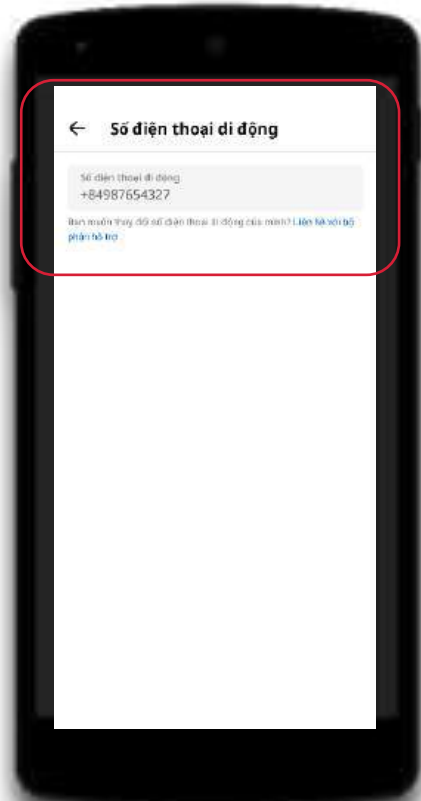 Số điện thoại di động
Số điện thoại di động
+84987654327
Bạn muốn thay đổi số điện thoại di động của mình? Liên hệ với bộ
phận hỗ trợ